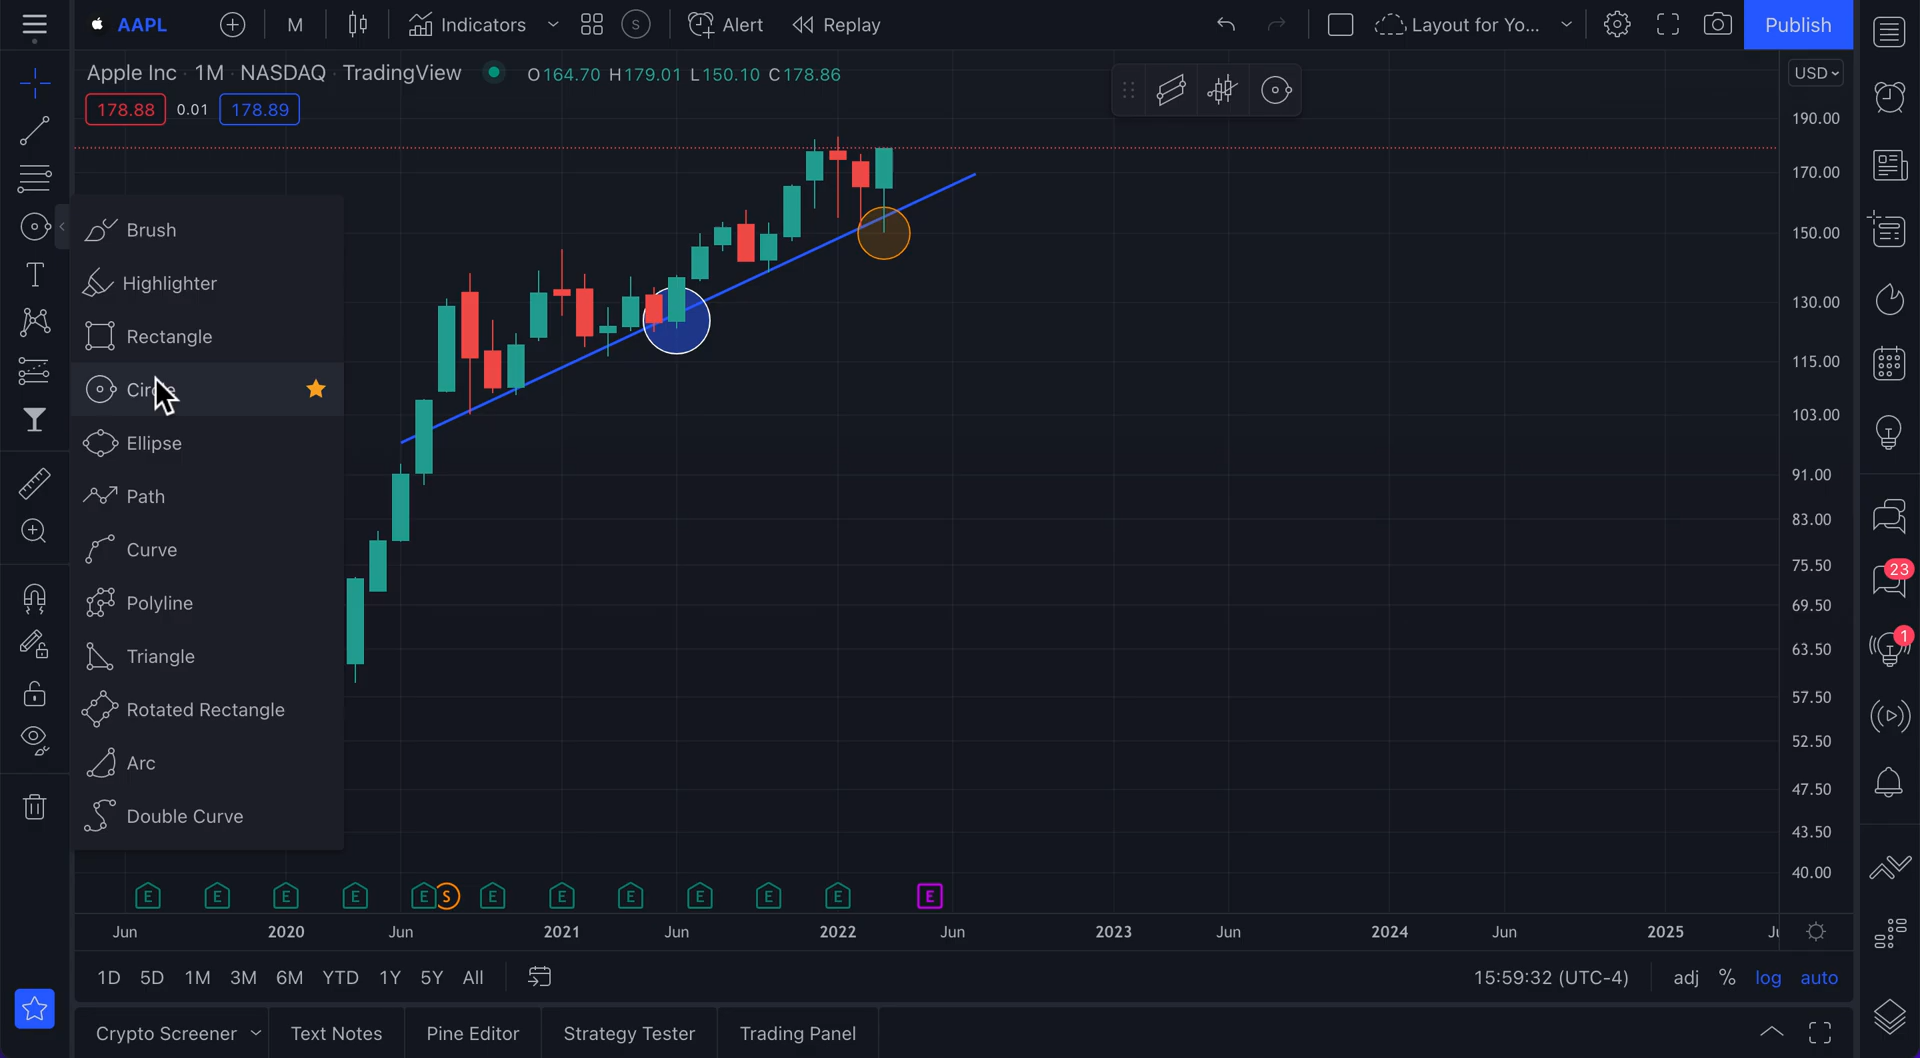 AAPL M Indicators S Alert Replay Layout for Yo... Publish
Apple Inc · 1M · NASDAQ · TradingView O164.70 H179.01 L150.10 C178.86 USD
178.88 0.01 178.89
190.00
170.00
150.00
130.00
115.00
103.00
91.00
83.00
75.50
69.50
63.50
57.50
52.50
47.50
43.50
40.00
Brush
Highlighter
Rectangle
Ellipse
Path
Curve
Polyline
Triangle
Rotated Rectangle
Arc
Double Curve
T
23
1
E E E E E S E E E E E E E
Jun 2020 Jun 2021 Jun 2022 Jun 2023 Jun 2024 Jun 2025
1D 5D 1M 3M 6M YTD 1Y 5Y All 15:59:32 (UTC-4) adj % log auto
Crypto Screener Text Notes Pine Editor Strategy Tester Trading Panel